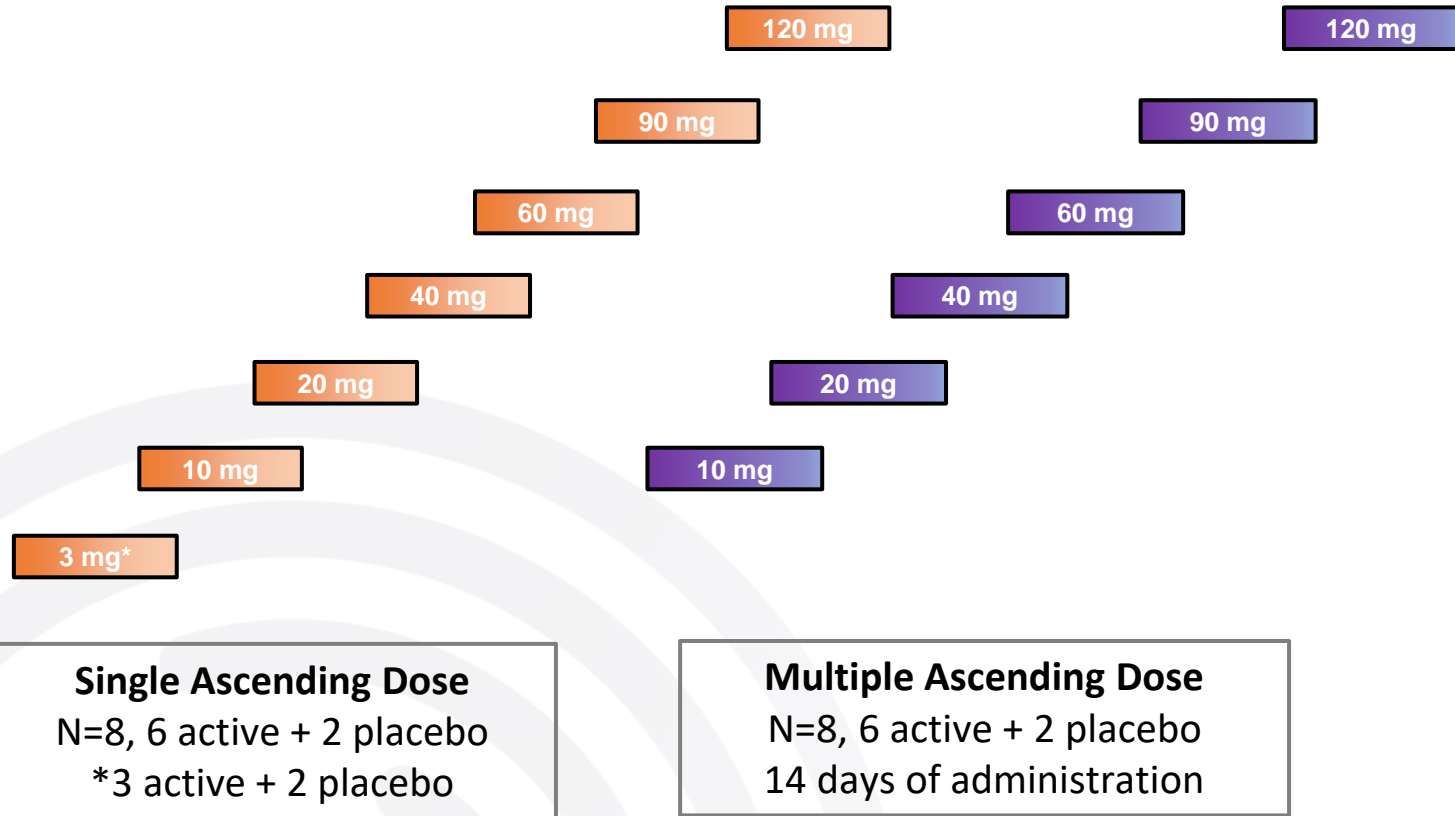 120 mg
120 mg
90 mg
90 mg
60 mg
60 mg
40 mg
40 mg
20 mg
20 mg
10 mg
10 mg
3 mg*
Single Ascending Dose
N=8, 6 active + 2 placebo
*3 active + 2 placebo
Multiple Ascending Dose
N=8, 6 active + 2 placebo
14 days of administration